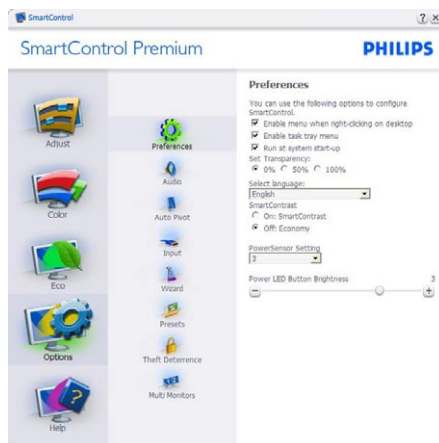 SmartControl
? x
SmartControl Premium
PHILIPS
Adjust
Color
Eco
Options
Help
Preferences
Audio
Auto Pivot
Input
Wizard
Presets
Theft Deterrence
Multi Monitors
Preferences
You can use the following options to configure
SmartControl.
Enable menu when right-clicking on desktop
Enable task tray menu
Run at system start-up
Set Transparency:
0% 50% 100%
Select language:
English
SmartContrast
On: SmartContrast
Off: Economy
PowerSensor Setting
3
Power LED Button Brightness 3
- +